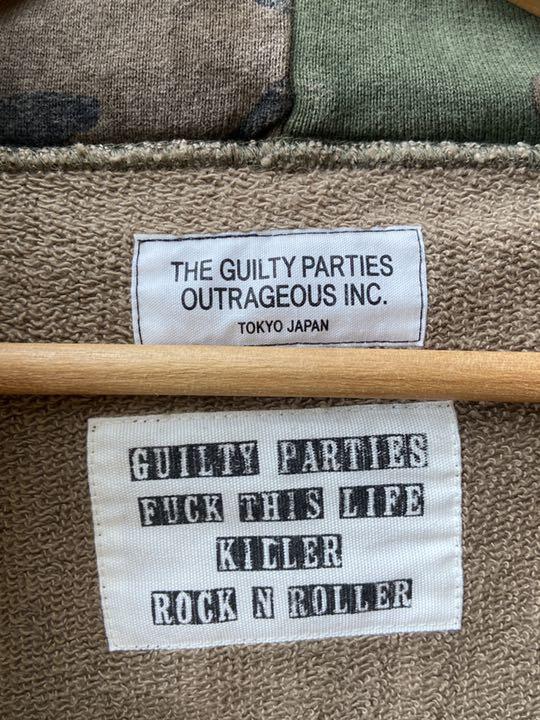 THE GUILTY PARTIES
OUTRAGEOUS INC.
TOKYO JAPAN
GUILTY PARTIES
FUCK THIS LIFE
KILLER
ROCK N ROLLER